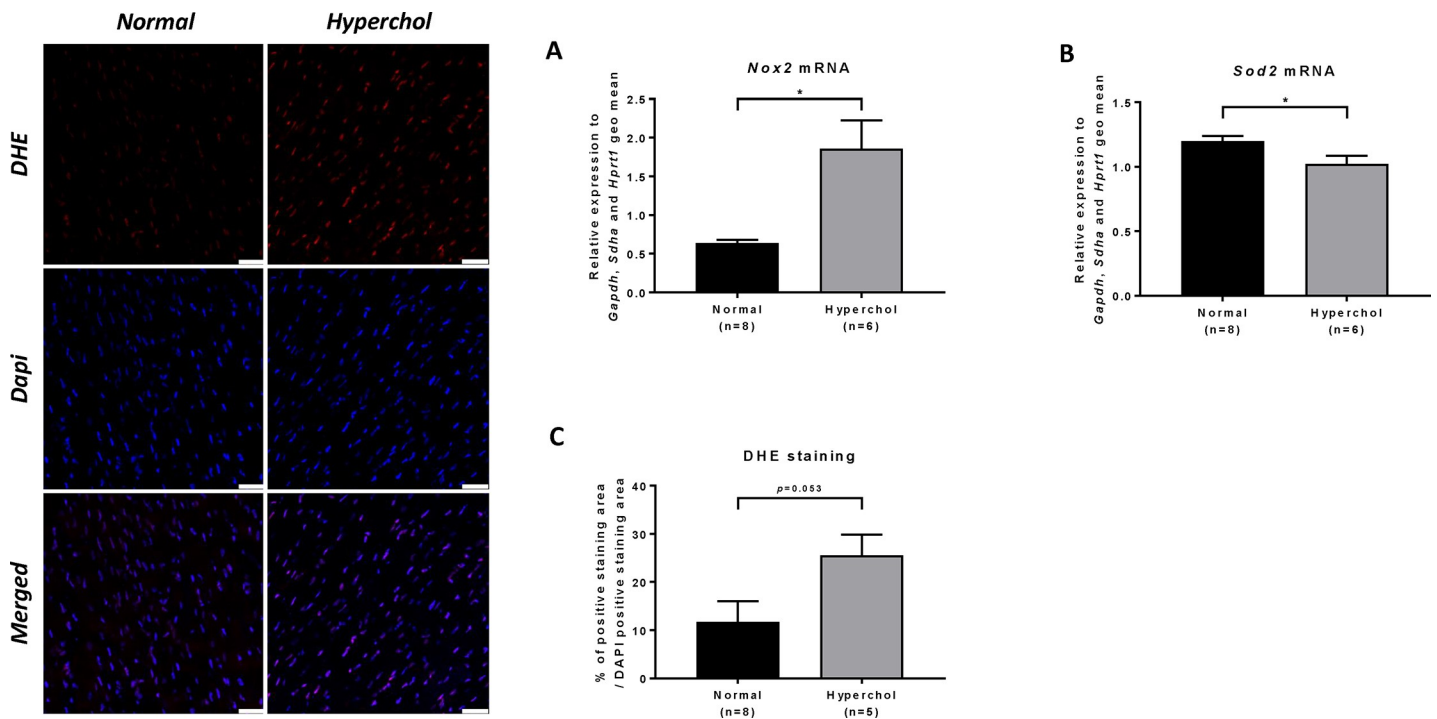 Normal
Hyperchol
DHE
Dapi
Merged
A
Nox2 mRNA
Relative expression to
Gapdh, Sdha and Hprt1 geo mean
2.5
2.0
1.5
1.0
0.5
0.0
*
Normal
(n=8)
Hyperchol
(n=6)
B
Sod2 mRNA
Relative expression to
Gapdh, Sdha and Hprt1 geo mean
1.5
1.0
0.5
0.0
*
Normal
(n=8)
Hyperchol
(n=6)
C
DHE staining
% of positive staining area
/ DAPI positive staining area
40
30
20
10
0
p=0.053
Normal
(n=8)
Hyperchol
(n=5)